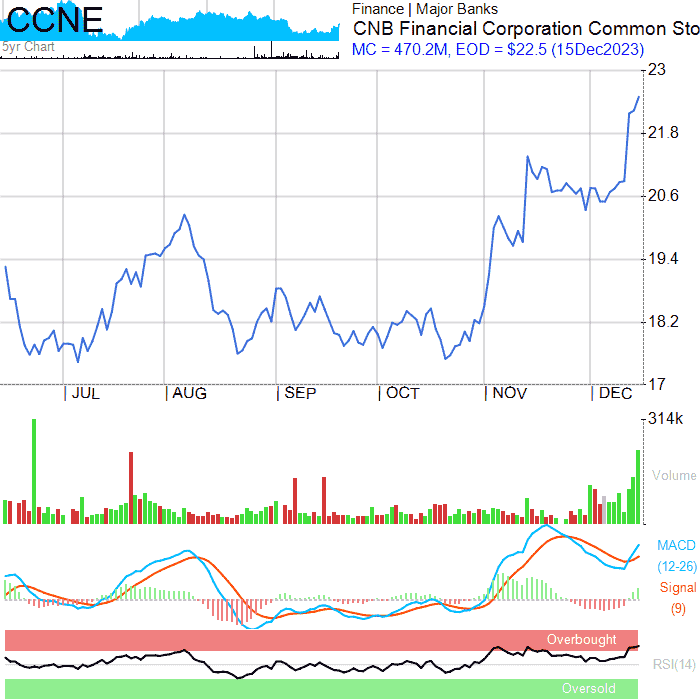 CCNE
5yr Chart
Finance | Major Banks
CNB Financial Corporation Common Sto
MC = 470.2M, EOD = $22.5 (15Dec2023)
23
21.8
20.6
19.4
18.2
17
| JUL | AUG | SEP | OCT | NOV | DEC
314k
Volume
MACD
(12-26)
Signal
(9)
Overbought
RSI(14)
Oversold